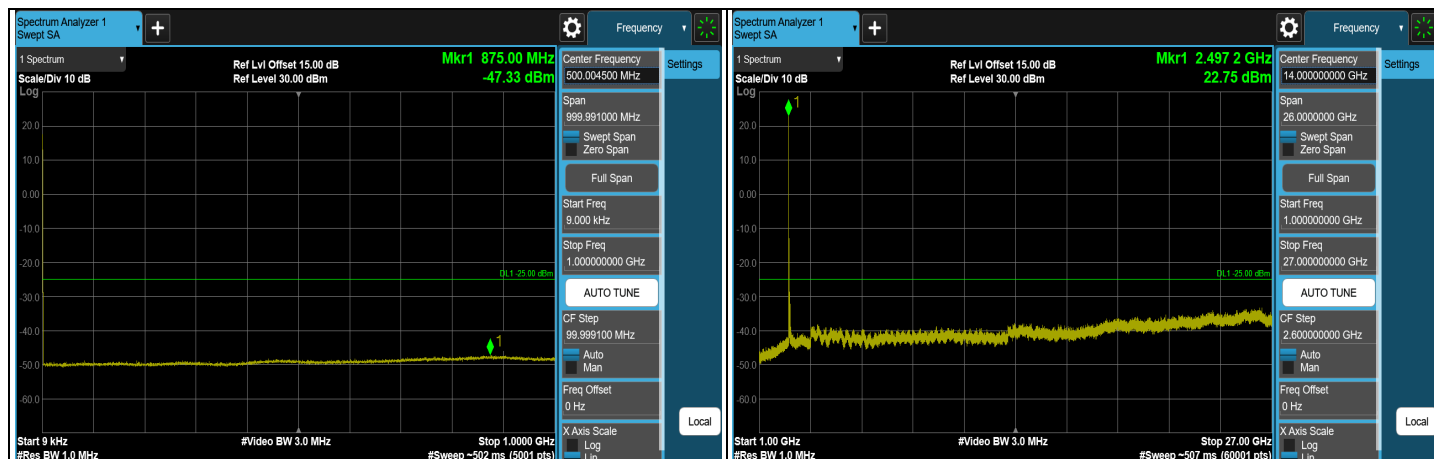 Spectrum Analyzer 1
Swept SA
Frequency
1 Spectrum
Scale/Div 10 dB
Log
Ref Lvl Offset 15.00 dB
Ref Level 30.00 dBm
Mkr1 875.00 MHz
-47.33 dBm
1
20.0
10.0
0.00
-10.0
-20.0
-30.0
-40.0
-50.0
-60.0
DL1 -25.00 dBm
Start 9 kHz
#Res BW 1.0 MHz
#Video BW 3.0 MHz
Stop 1.0000 GHz
#Sweep ~502 ms (5001 pts)
Center Frequency
500.004500 MHz
Span
999.991000 MHz
Swept Span
Zero Span
Full Span
Start Freq
9.000 kHz
Stop Freq
1.000000000 GHz
AUTO TUNE
CF Step
99.999100 MHz
Auto
Man
Freq Offset
0 Hz
X Axis Scale
Log
Lin
Settings
Local
Spectrum Analyzer 1
Swept SA
Frequency
1 Spectrum
Scale/Div 10 dB
Log
Ref Lvl Offset 15.00 dB
Ref Level 30.00 dBm
Mkr1 2.497 2 GHz
22.75 dBm
1
20.0
10.0
0.00
-10.0
-20.0
-30.0
-40.0
-50.0
-60.0
DL1 -25.00 dBm
Start 1.00 GHz
#Res BW 1.0 MHz
#Video BW 3.0 MHz
Stop 27.00 GHz
#Sweep ~507 ms (60001 pts)
Center Frequency
14.000000000 GHz
Span
26.0000000 GHz
Swept Span
Zero Span
Full Span
Start Freq
1.000000000 GHz
Stop Freq
27.000000000 GHz
AUTO TUNE
CF Step
2.600000000 GHz
Auto
Man
Freq Offset
0 Hz
X Axis Scale
Log
Lin
Settings
Local